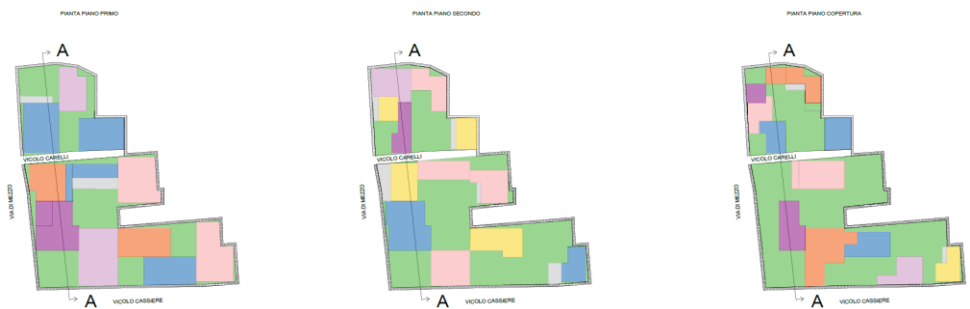 PIANTA PIANO PRIMO
A
VICOLO CARELLI
VIA DI MEZZO
A
VICOLO CASSIERE
PIANTA PIANO SECONDO
A
VICOLO CARELLI
VIA DI MEZZO
A
VICOLO CASSIERE
PIANTA PIANO COPERTURA
A
VICOLO CARELLI
VIA DI MEZZO
A
VICOLO CASSIERE